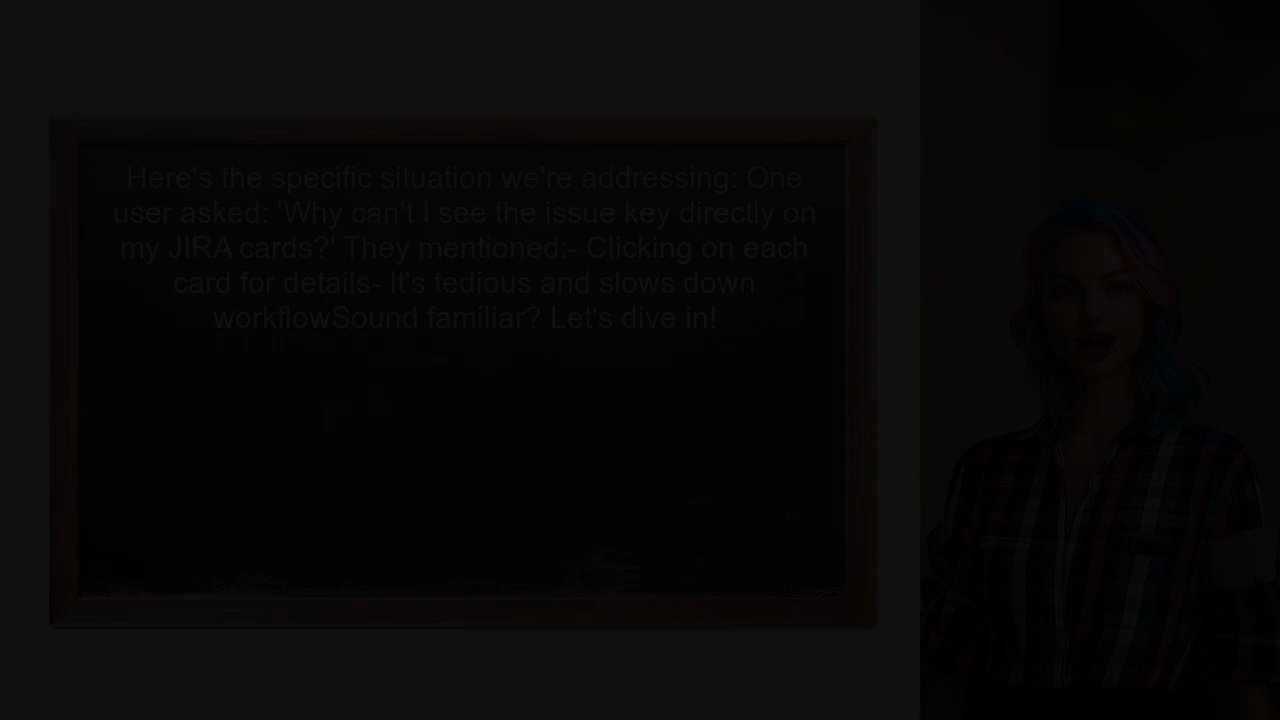 Here's the specific situation we're addressing: One
user asked: 'Why can't I see the issue key directly on
my JIRA cards?' They mentioned:- Clicking on each
card for details- It's tedious and slows down
workflowSound familiar? Let's dive in!